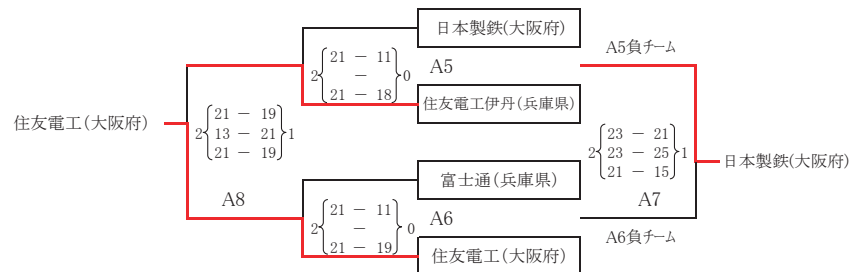 日本製鉄(大阪府)
A5負チーム
21 － 11
2 － 0
21 － 18
A5
住友電工伊丹(兵庫県)
住友電工(大阪府)
21 － 19
2 13 － 21 1
21 － 19
A8
23 － 21
2 23 － 25 1
21 － 15
A7
日本製鉄(大阪府)
富士通(兵庫県)
21 － 11
2 － 0
21 － 19
A6
A6負チーム
住友電工(大阪府)